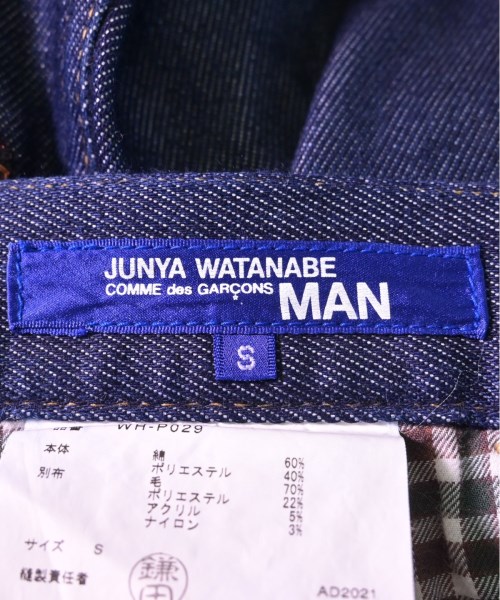 JUNYA WATANABE
COMME des GARÇONS MAN
S
WH-P029
本体 綿 60%
ポリエステル 40%
別布 毛 70%
ポリエステル 22%
アクリル 5%
ナイロン 3%
サイズ S
縫製責任者 鎌田
AD2021